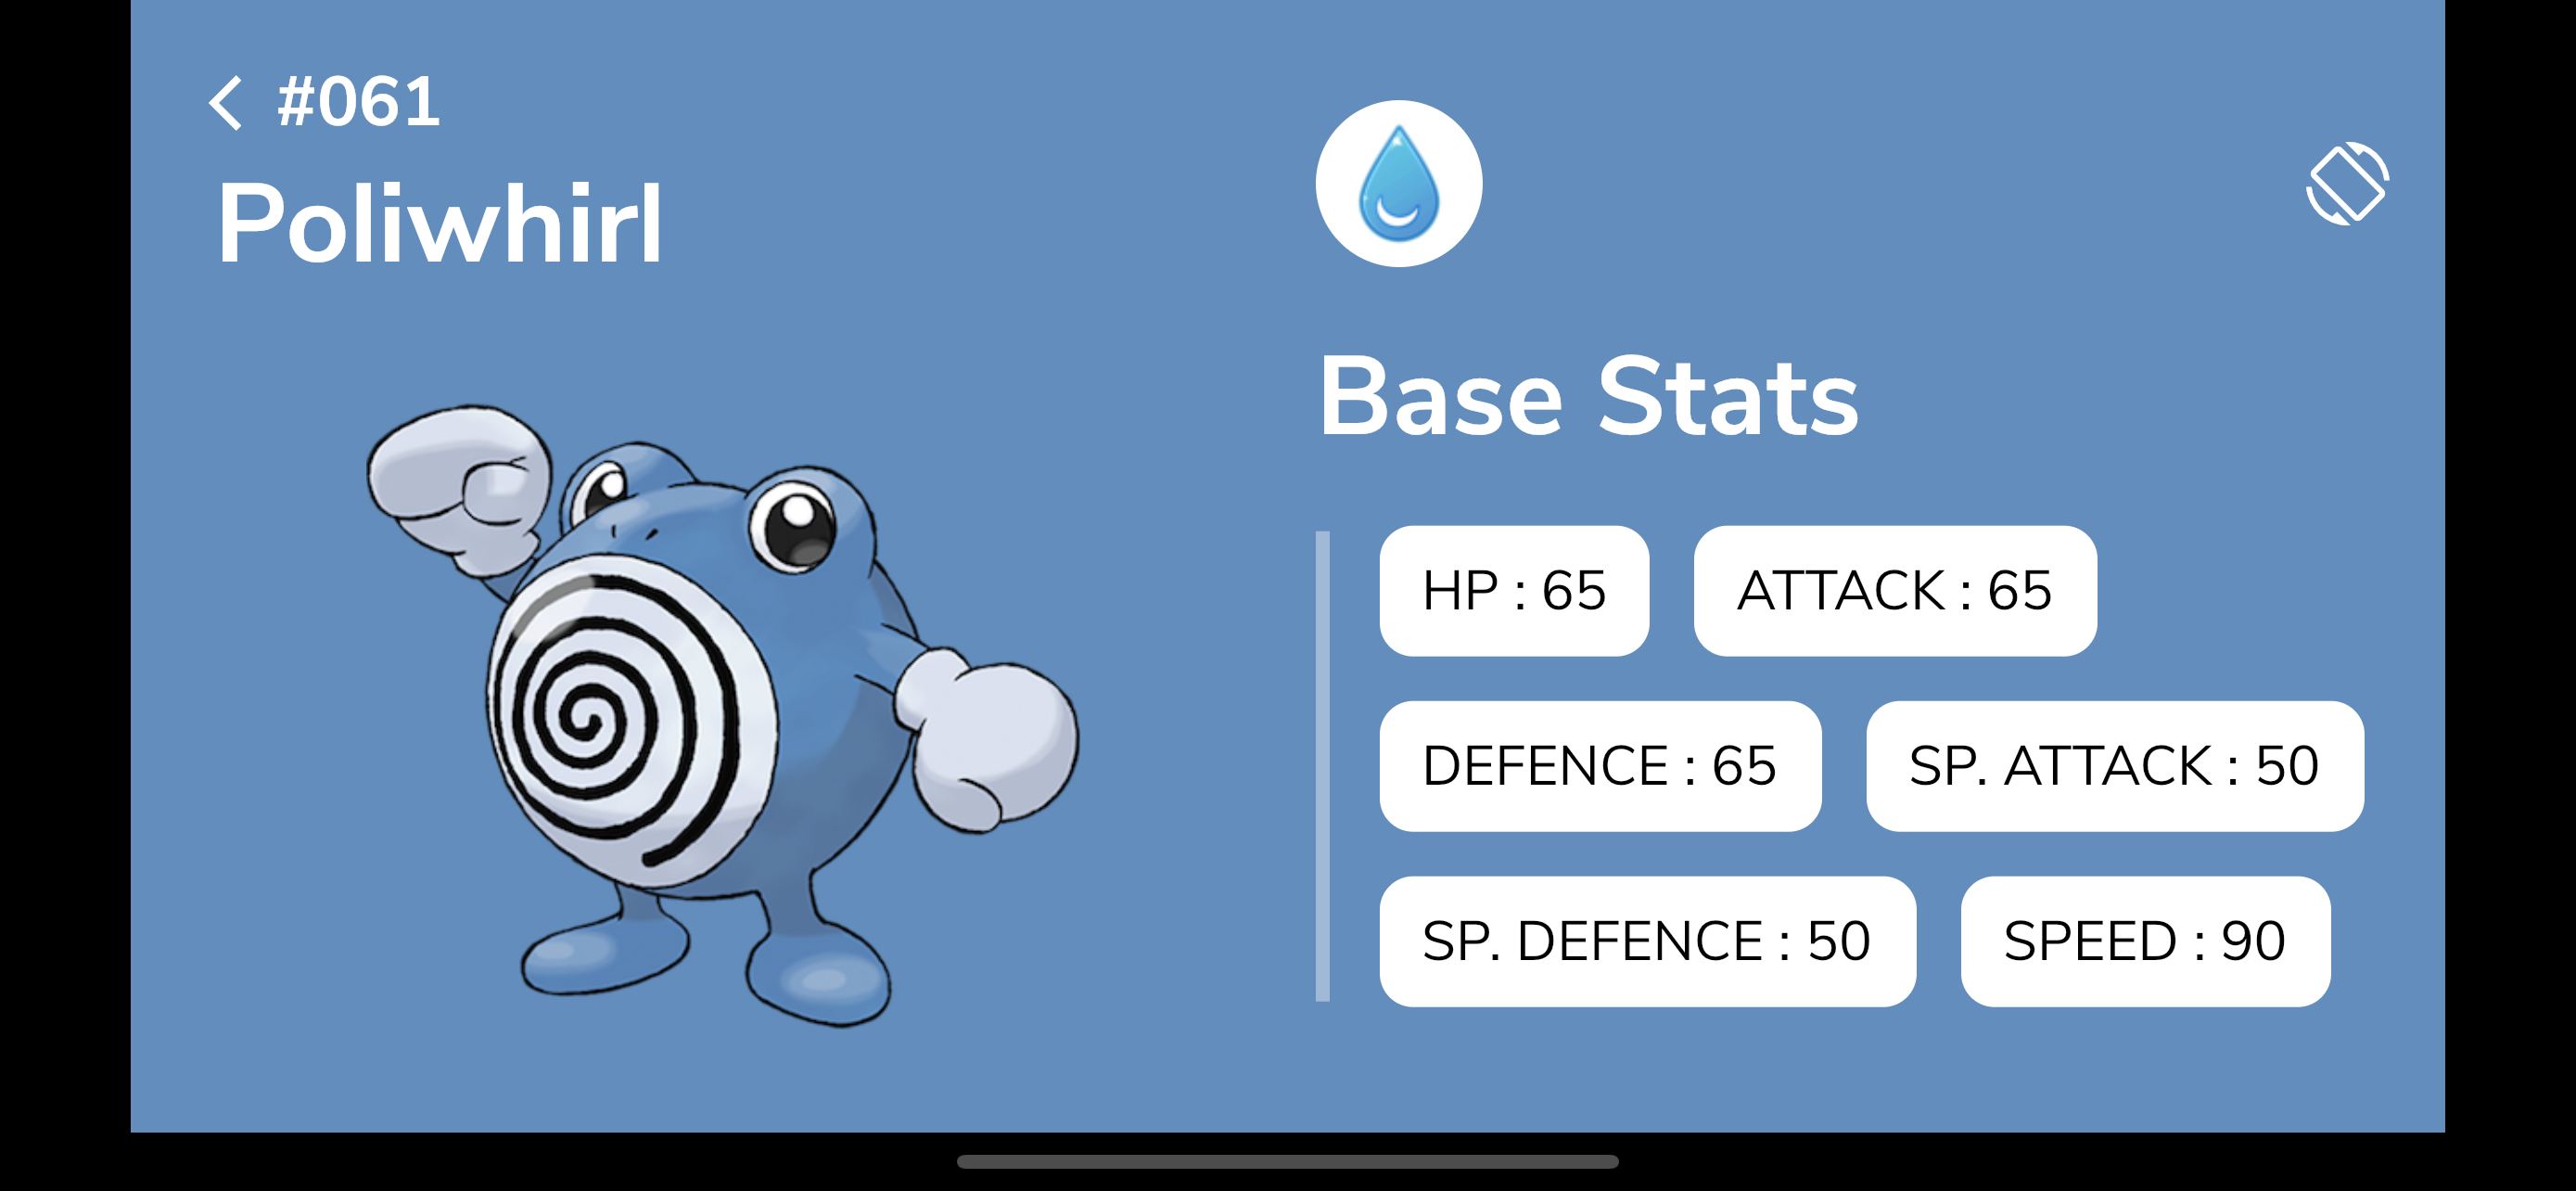 #061
Poliwhirl
Base Stats
HP : 65
ATTACK : 65
DEFENCE : 65
SP. ATTACK : 50
SP. DEFENCE : 50
SPEED : 90